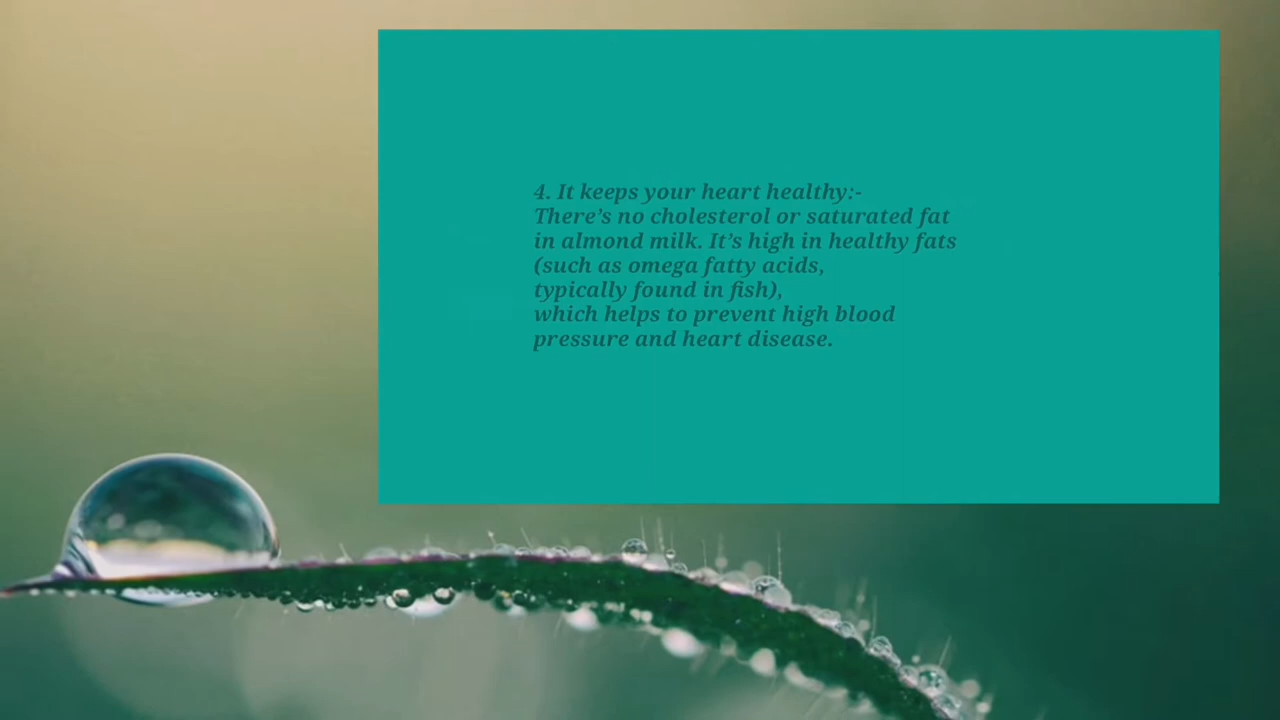 4. It keeps your heart healthy:-
There’s no cholesterol or saturated fat
in almond milk. It’s high in healthy fats
(such as omega fatty acids,
typically found in fish),
which helps to prevent high blood
pressure and heart disease.